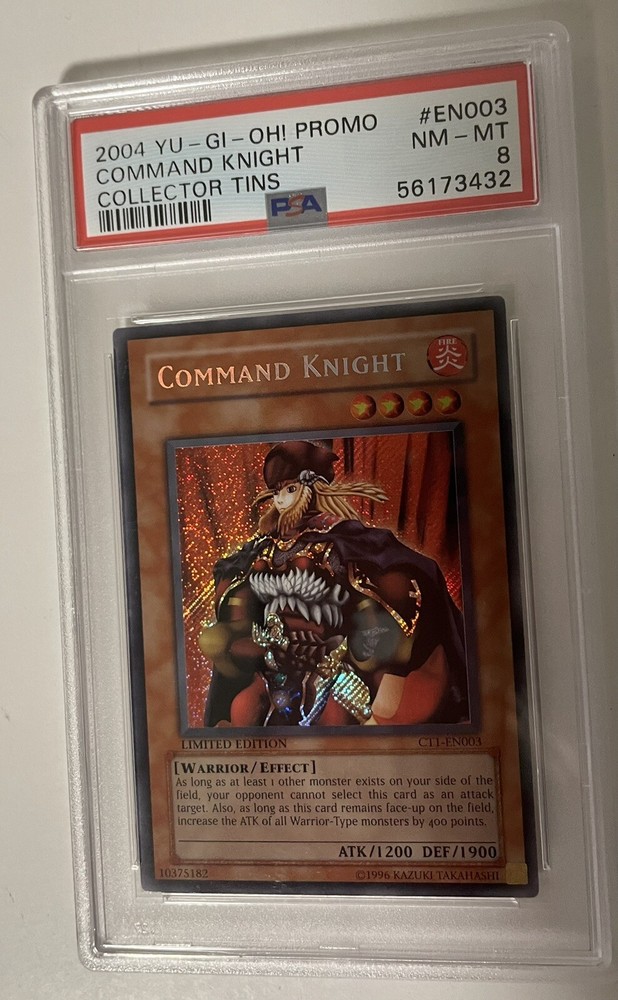 2004 YU-GI-OH! PROMO #EN003
COMMAND KNIGHT NM-MT
COLLECTOR TINS 8
PSA 56173432
COMMAND KNIGHT
FIRE
炎
LIMITED EDITION CT1-EN003
[WARRIOR/EFFECT]
As long as at least 1 other monster exists on your side of the
field, your opponent cannot select this card as an attack
target. Also, as long as this card remains face-up on the field,
increase the ATK of all Warrior-Type monsters by 400 points.
ATK/1200 DEF/1900
10375182 ©1996 KAZUKI TAKAHASHI